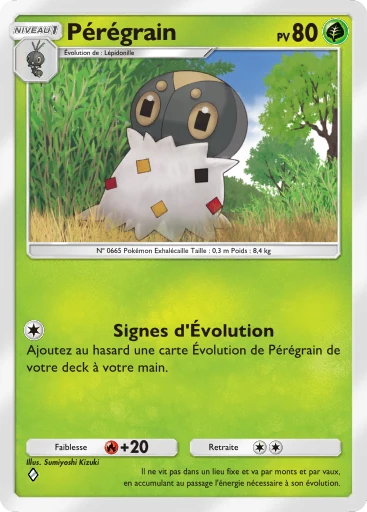 NIVEAU 1
Pérégrain
PV 80
Évolution de : Lépidonille
N° 0665 Pokémon Exhalécaille Taille : 0,3 m Poids : 8,4 kg
Signes d'Évolution
Ajoutez au hasard une carte Évolution de Pérégrain de
votre deck à votre main.
Faiblesse +20
Retraite
Illus. Sumiyoshi Kizuki
Il ne vit pas dans un lieu fixe et va par monts et par vaux,
en accumulant au passage l'énergie nécessaire à son évolution.